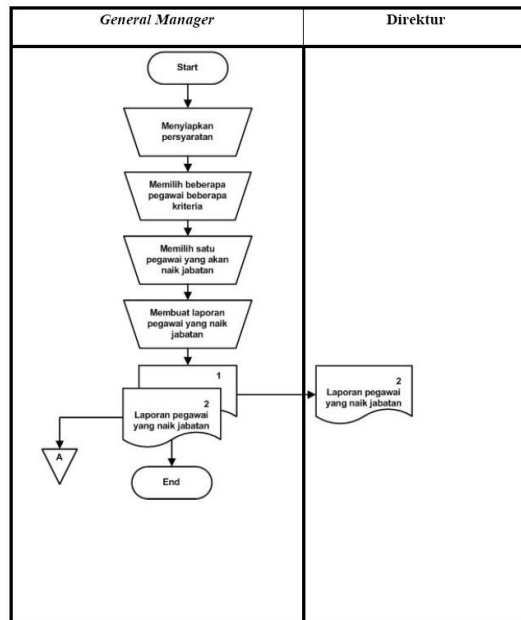 General Manager
Direktur
Start
Menyiapkan
persyaratan
Memilih beberapa
pegawai beberapa
kriteria
Memilih satu
pegawai yang akan
naik jabatan
Membuat laporan
pegawai yang naik
jabatan
1
2
Laporan pegawai
yang naik jabatan
2
Laporan pegawai
yang naik jabatan
A
End